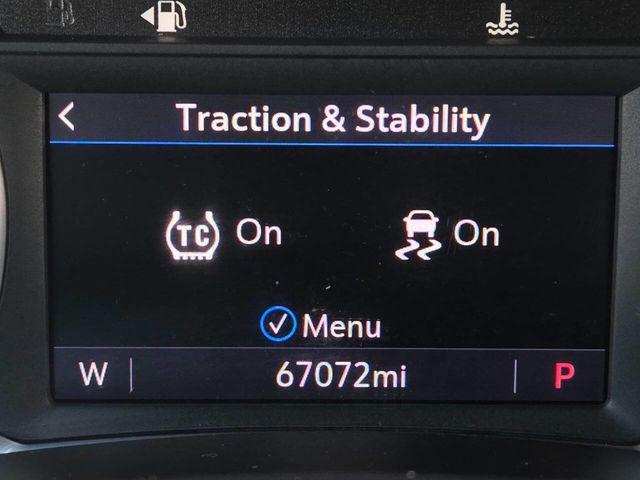 Traction & Stability
TC On
On
Menu
W 67072mi P